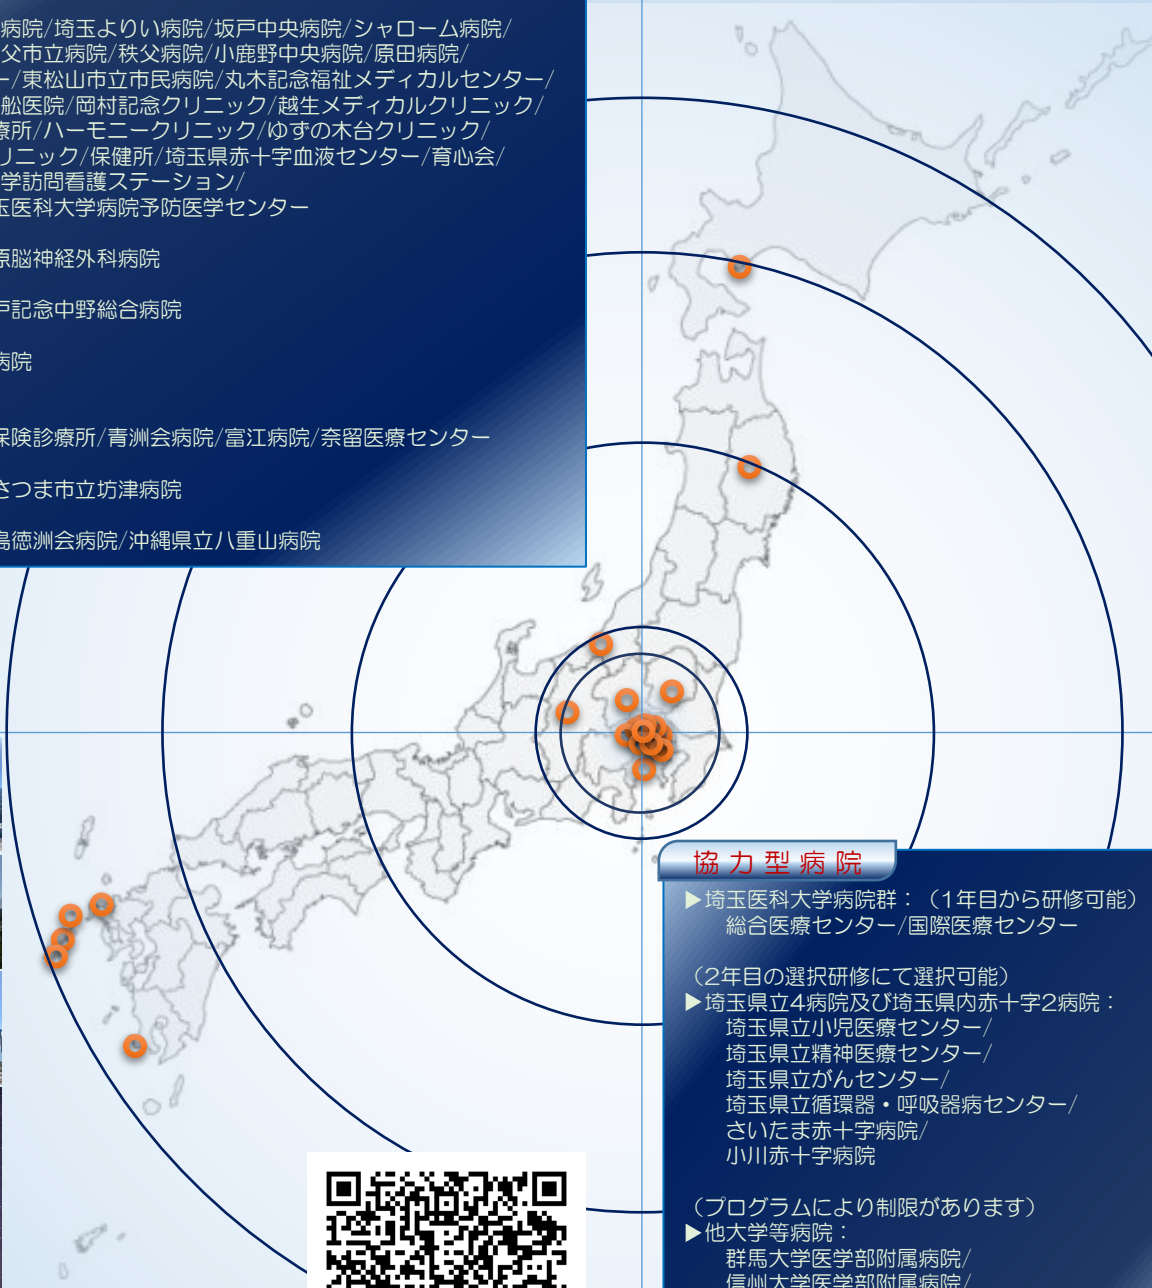 病院/埼玉よりい病院/坂戸中央病院/シャローム病院/
父市立病院/秩父病院/小鹿野中央病院/原田病院/
ー/東松山市立市民病院/丸木記念福祉メディカルセンター/
舩医院/岡村記念クリニック/越生メディカルクリニック/
療所/ハーモニークリニック/ゆずの木台クリニック/
リニック/保健所/埼玉県赤十字血液センター/育心会/
学訪問看護ステーション/
玉医科大学病院予防医学センター
原脳神経外科病院
戸記念中野総合病院
病院
保険診療所/青洲会病院/富江病院/奈留医療センター
さつま市立坊津病院
島徳洲会病院/沖縄県立八重山病院
協力型病院
▶埼玉医科大学病院群：（1年目から研修可能）
総合医療センター/国際医療センター
（2年目の選択研修にて選択可能）
▶埼玉県立4病院及び埼玉県内赤十字2病院：
埼玉県立小児医療センター/
埼玉県立精神医療センター/
埼玉県立がんセンター/
埼玉県立循環器・呼吸器病センター/
さいたま赤十字病院/
小川赤十字病院
（プログラムにより制限があります）
▶他大学等病院：
群馬大学医学部附属病院/
信州大学医学部附属病院/